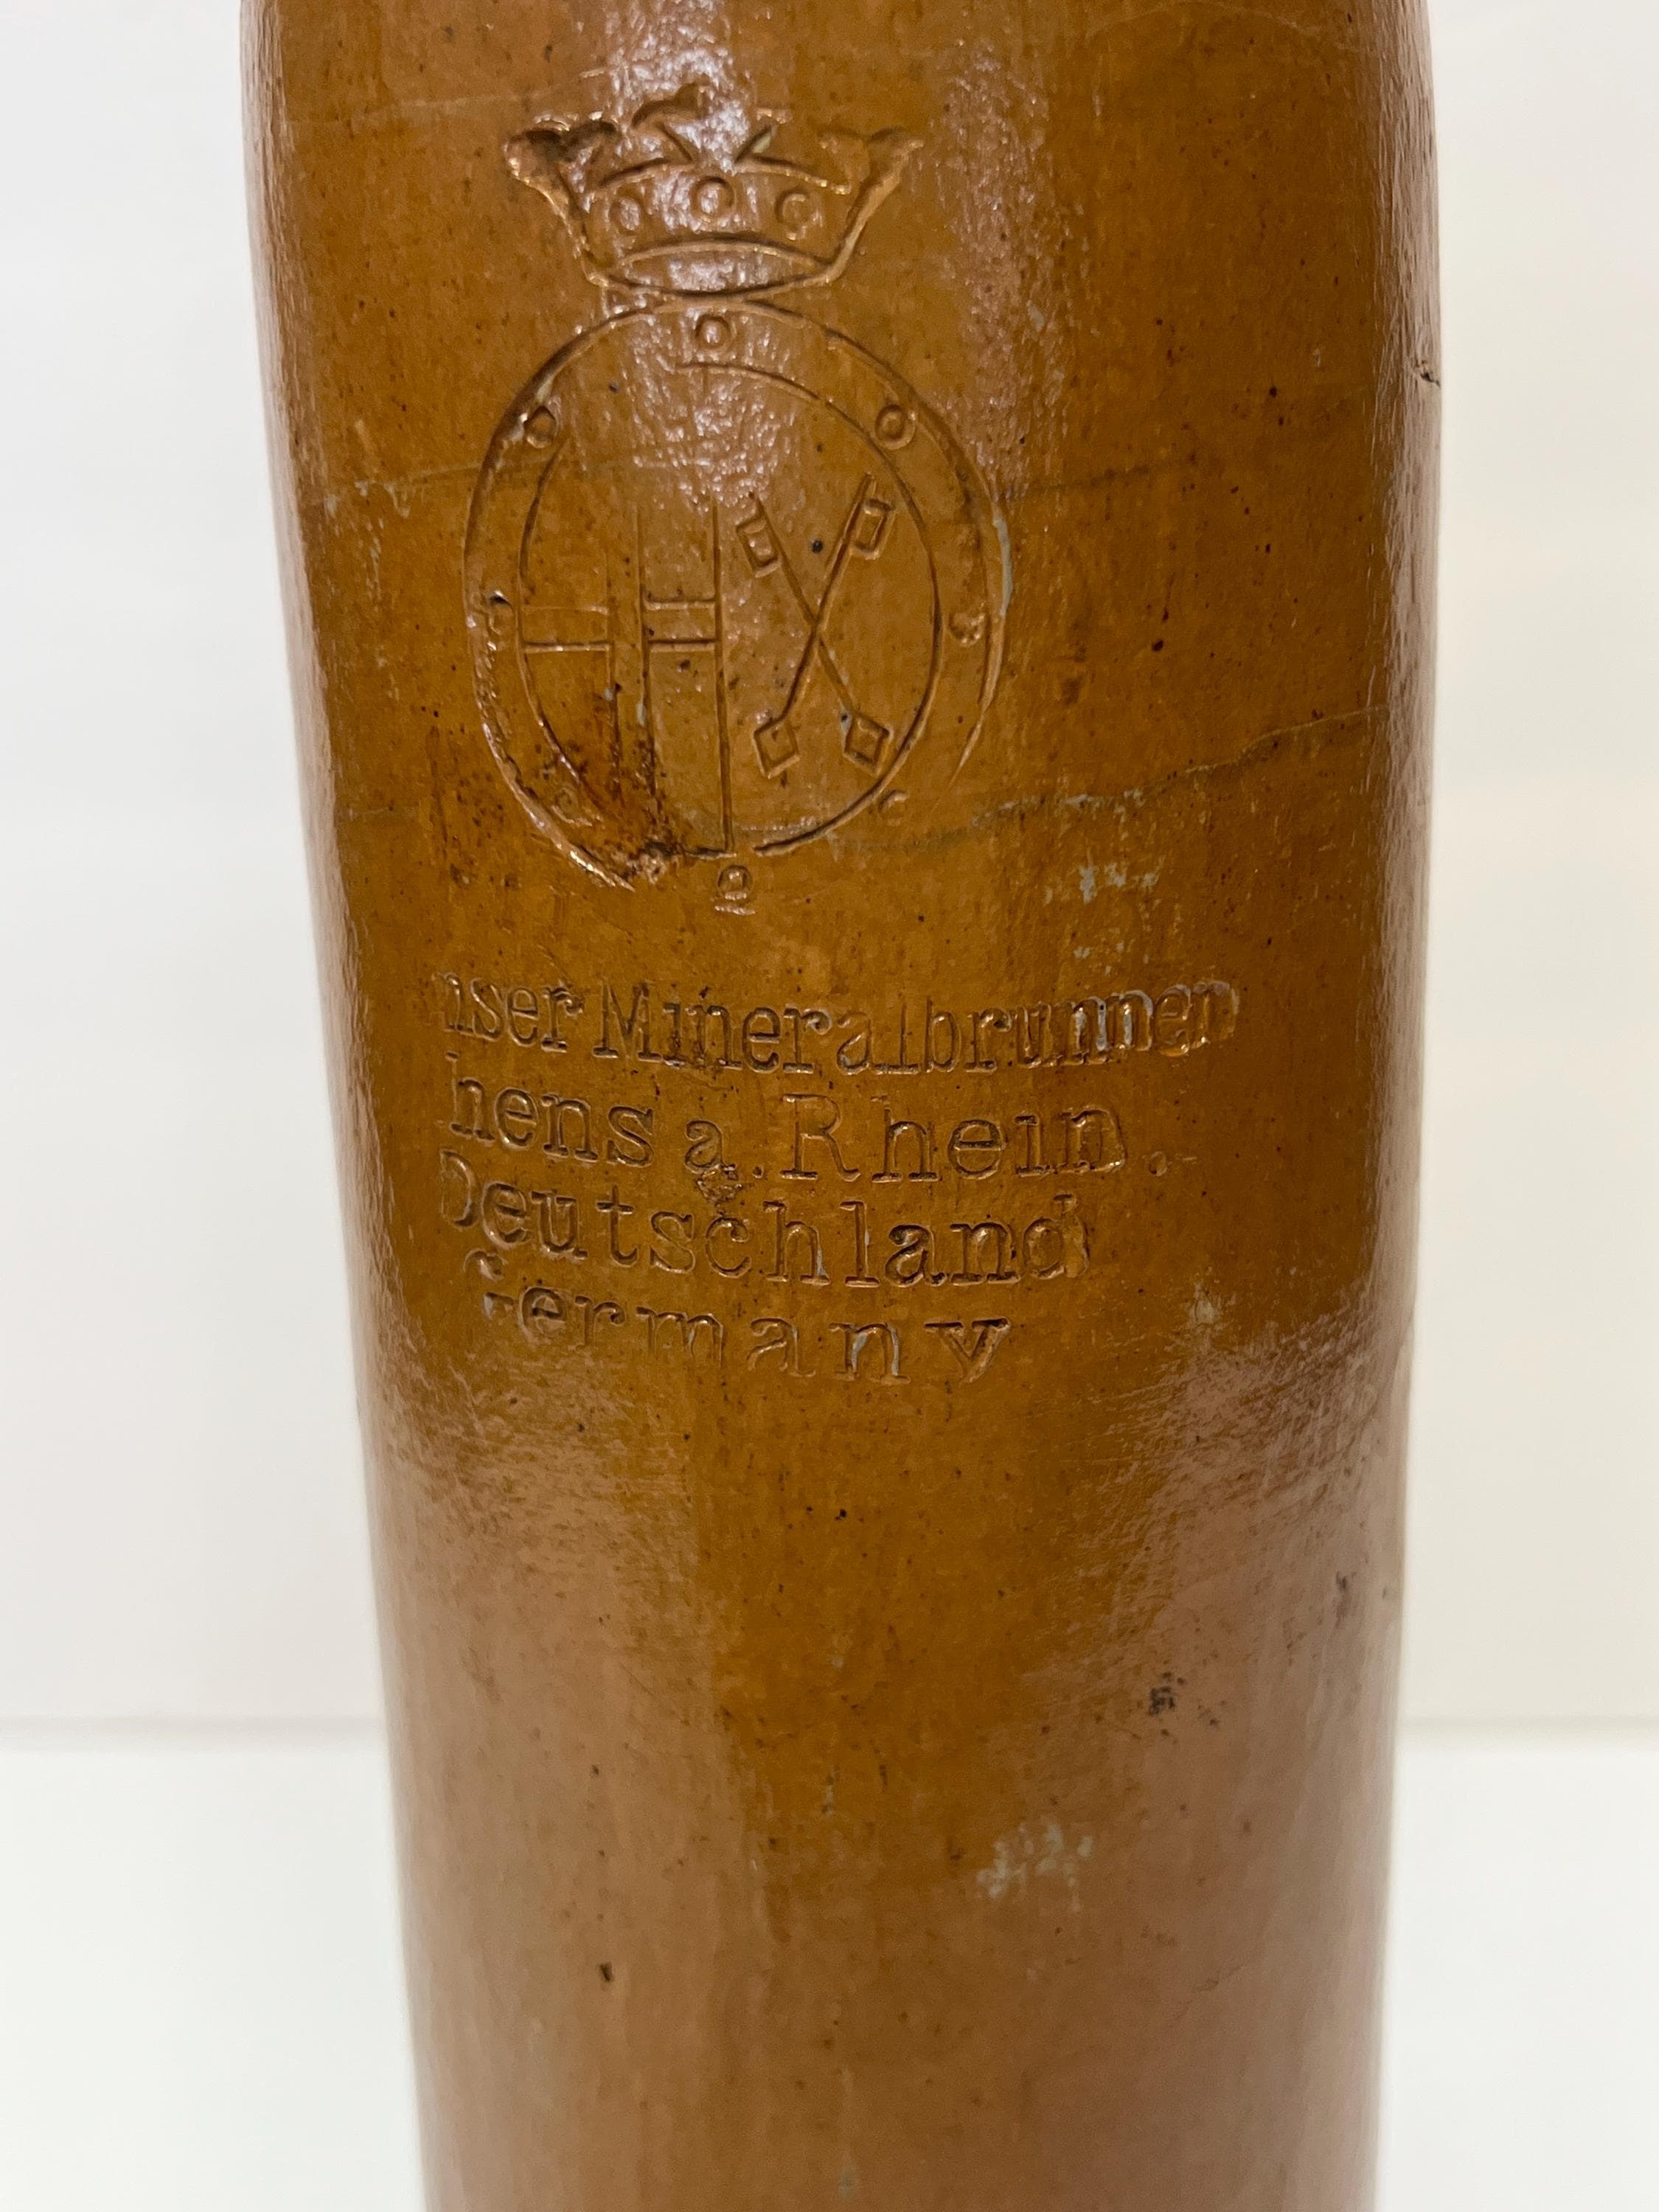 nser Mineralbrunnen
hens a. Rhein.
Deutschland
Germany